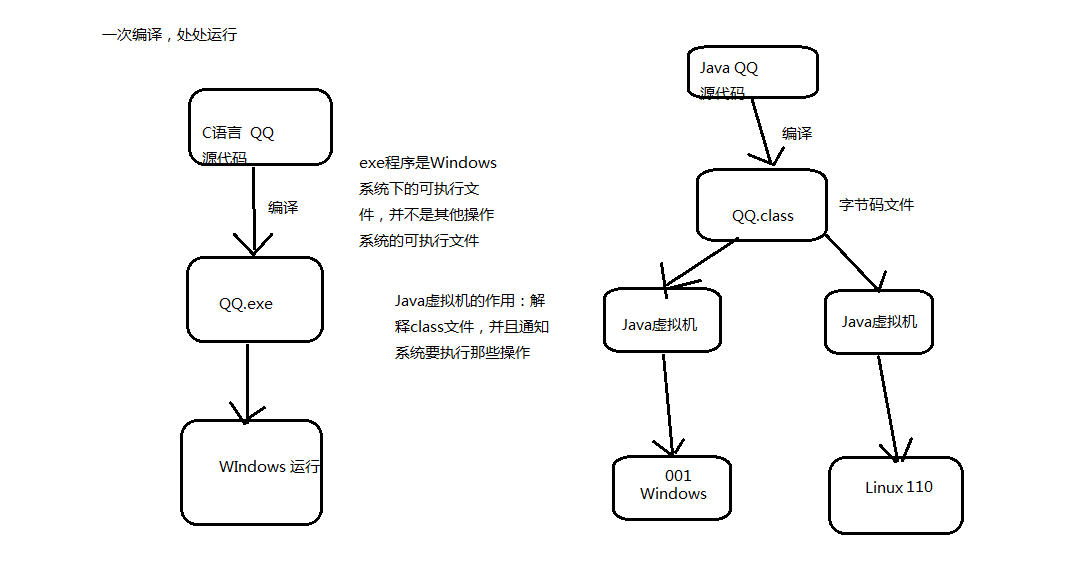 一次编译，处处运行
C语言 QQ
源代码
编译
exe程序是Windows
系统下的可执行文
件，并不是其他操作
系统的可执行文件
QQ.exe
WIndows 运行
Java虚拟机的作用：解
释class文件，并且通知
系统要执行那些操作
Java QQ
源代码
编译
QQ.class
字节码文件
Java虚拟机
Java虚拟机
001
Windows
Linux 110